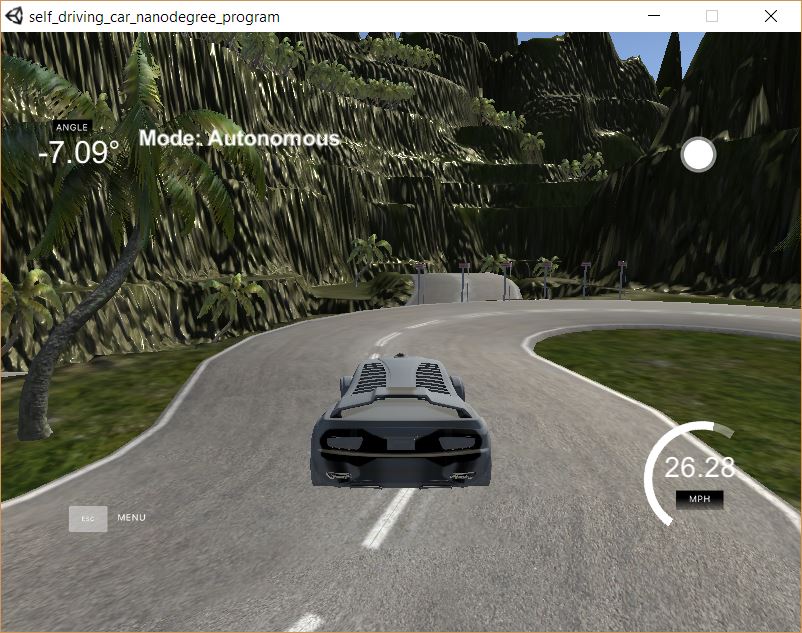 self_driving_car_nanodegree_program
ANGLE
-7.09°
Mode: Autonomous
26.28
MPH
ESC
MENU